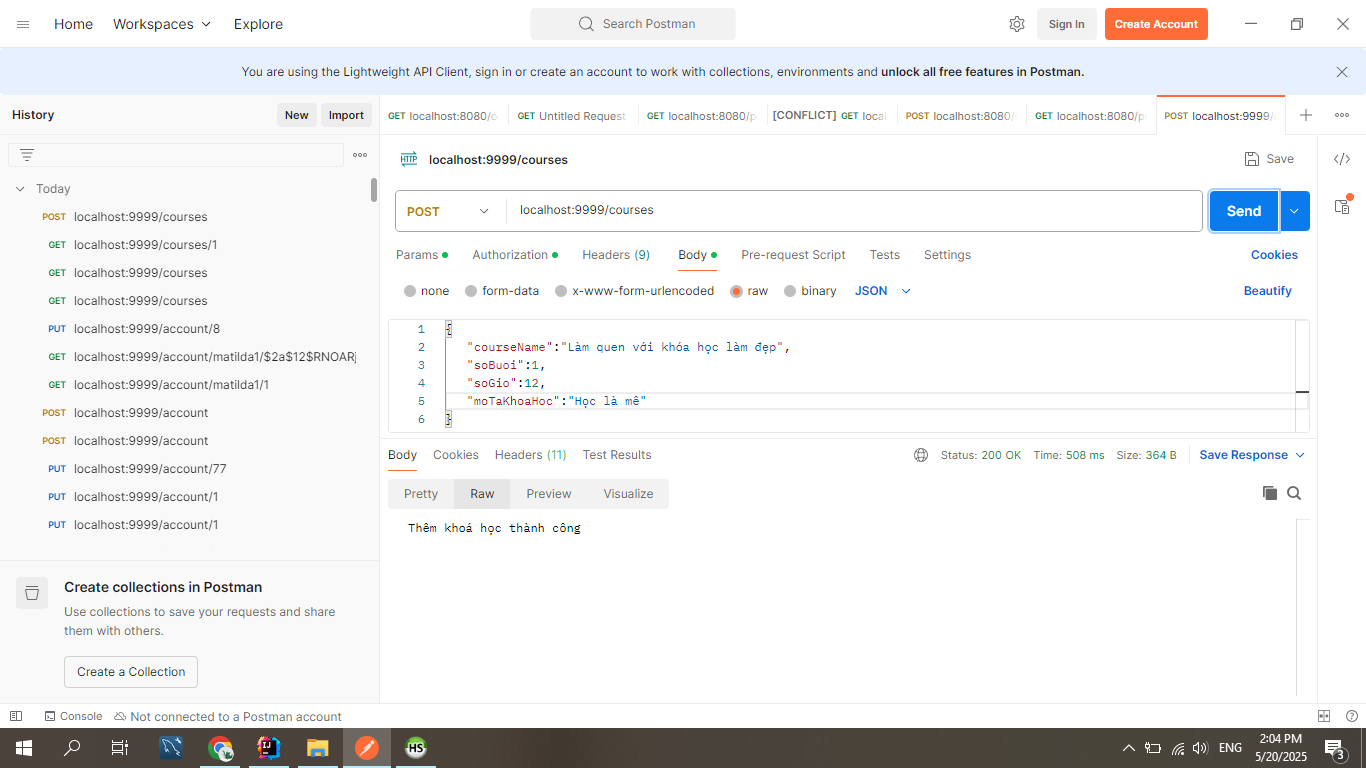 Home
Workspaces
Explore
Search Postman
Sign In
Create Account
You are using the Lightweight API Client, sign in or create an account to work with collections, environments and unlock all free features in Postman.
History
New
Import
GET localhost:8080/o
GET Untitled Request
GET localhost:8080/p
[CONFLICT] GET local
POST localhost:8080/
GET localhost:8080/p
POST localhost:9999/
HTTP localhost:9999/courses
Save
Today
POST localhost:9999/courses
GET localhost:9999/courses/1
GET localhost:9999/courses
GET localhost:9999/courses
PUT localhost:9999/account/8
GET localhost:9999/account/matilda1/$2a$12$RNOARj
GET localhost:9999/account/matilda1/1
POST localhost:9999/account
POST localhost:9999/account
PUT localhost:9999/account/77
PUT localhost:9999/account/1
PUT localhost:9999/account/1
Create collections in Postman
Use collections to save your requests and share
them with others.
Create a Collection
POST
localhost:9999/courses
Send
Params
Authorization
Headers (9)
Body
Pre-request Script
Tests
Settings
Cookies
none
form-data
x-www-form-urlencoded
raw
binary
JSON
Beautify
1 {
2 "courseName":"Làm quen với khóa học làm đẹp",
3 "soBuoi":1,
4 "soGio":12,
5 "moTaKhoaHoc":"Học là mê"
6 }
Body
Cookies
Headers (11)
Test Results
Status: 200 OK
Time: 508 ms
Size: 364 B
Save Response
Pretty
Raw
Preview
Visualize
Thêm khoá học thành công
Console
Not connected to a Postman account
HS
ENG
2:04 PM
5/20/2025
3